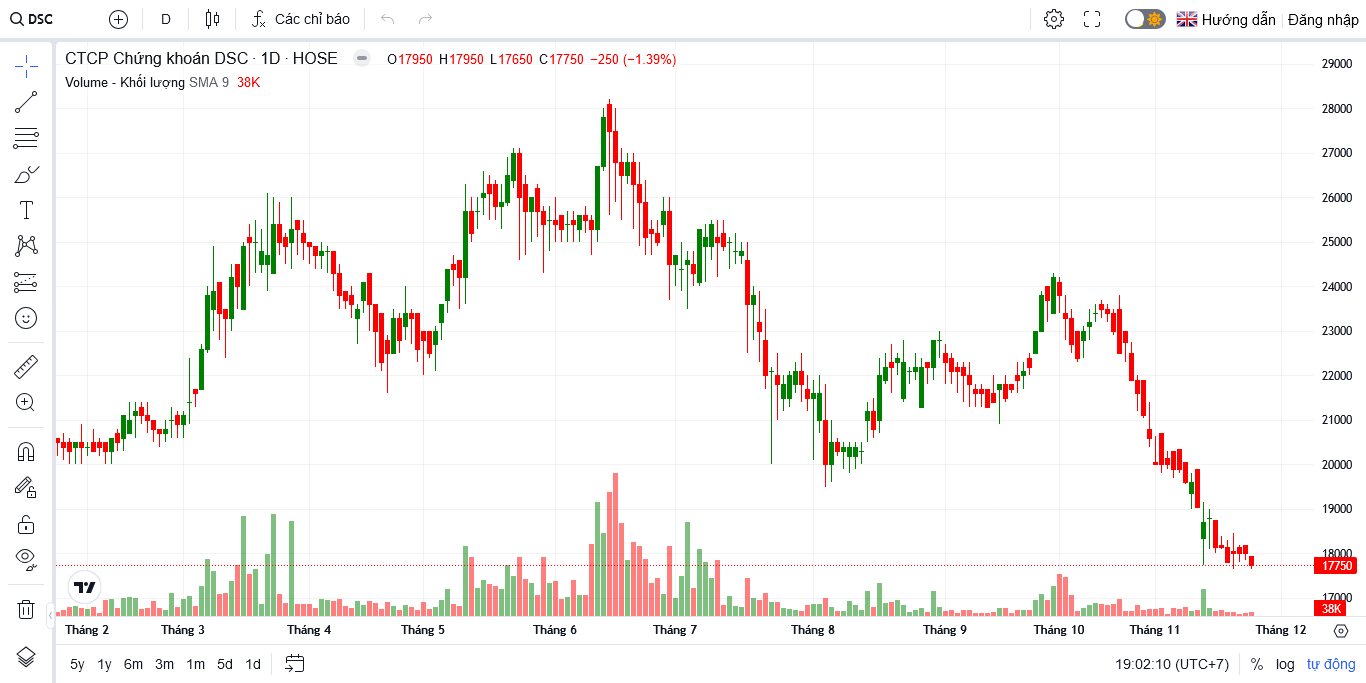 DSC D Các chỉ báo Hướng dẫn Đăng nhập
CTCP Chứng khoán DSC · 1D · HOSE O17950 H17950 L17650 C17750 −250 (−1.39%)
Volume - Khối lượng SMA 9 38K
29000
28000
27000
26000
25000
24000
23000
22000
21000
20000
19000
18000
17750
17000
38K
Tháng 2 Tháng 3 Tháng 4 Tháng 5 Tháng 6 Tháng 7 Tháng 8 Tháng 9 Tháng 10 Tháng 11 Tháng 12
5y 1y 6m 3m 1m 5d 1d 19:02:10 (UTC+7) % log tự động